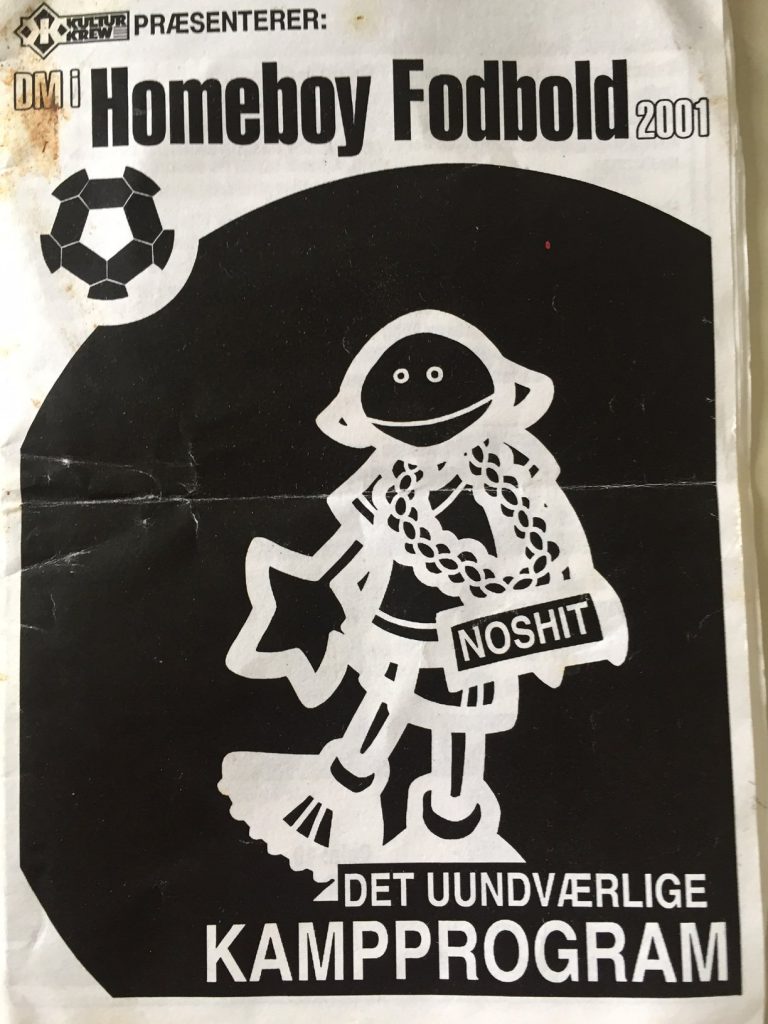 KULTUR
KREW
PRÆSENTERER:
DM i Homeboy Fodbold 2001
NOSHIT
DET UUNDVÆRLIGE
KAMPPROGRAM